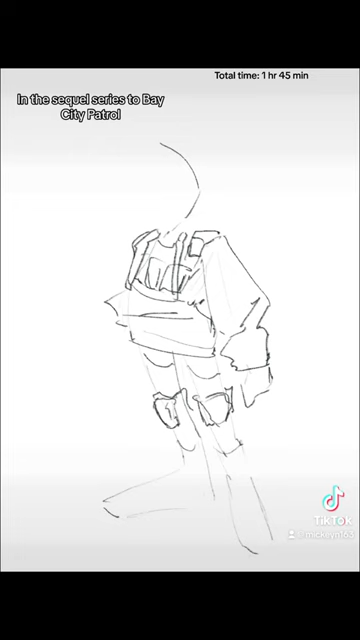 Total time: 1 hr 45 min
In the sequel series to Bay
City Patrol
TikTok